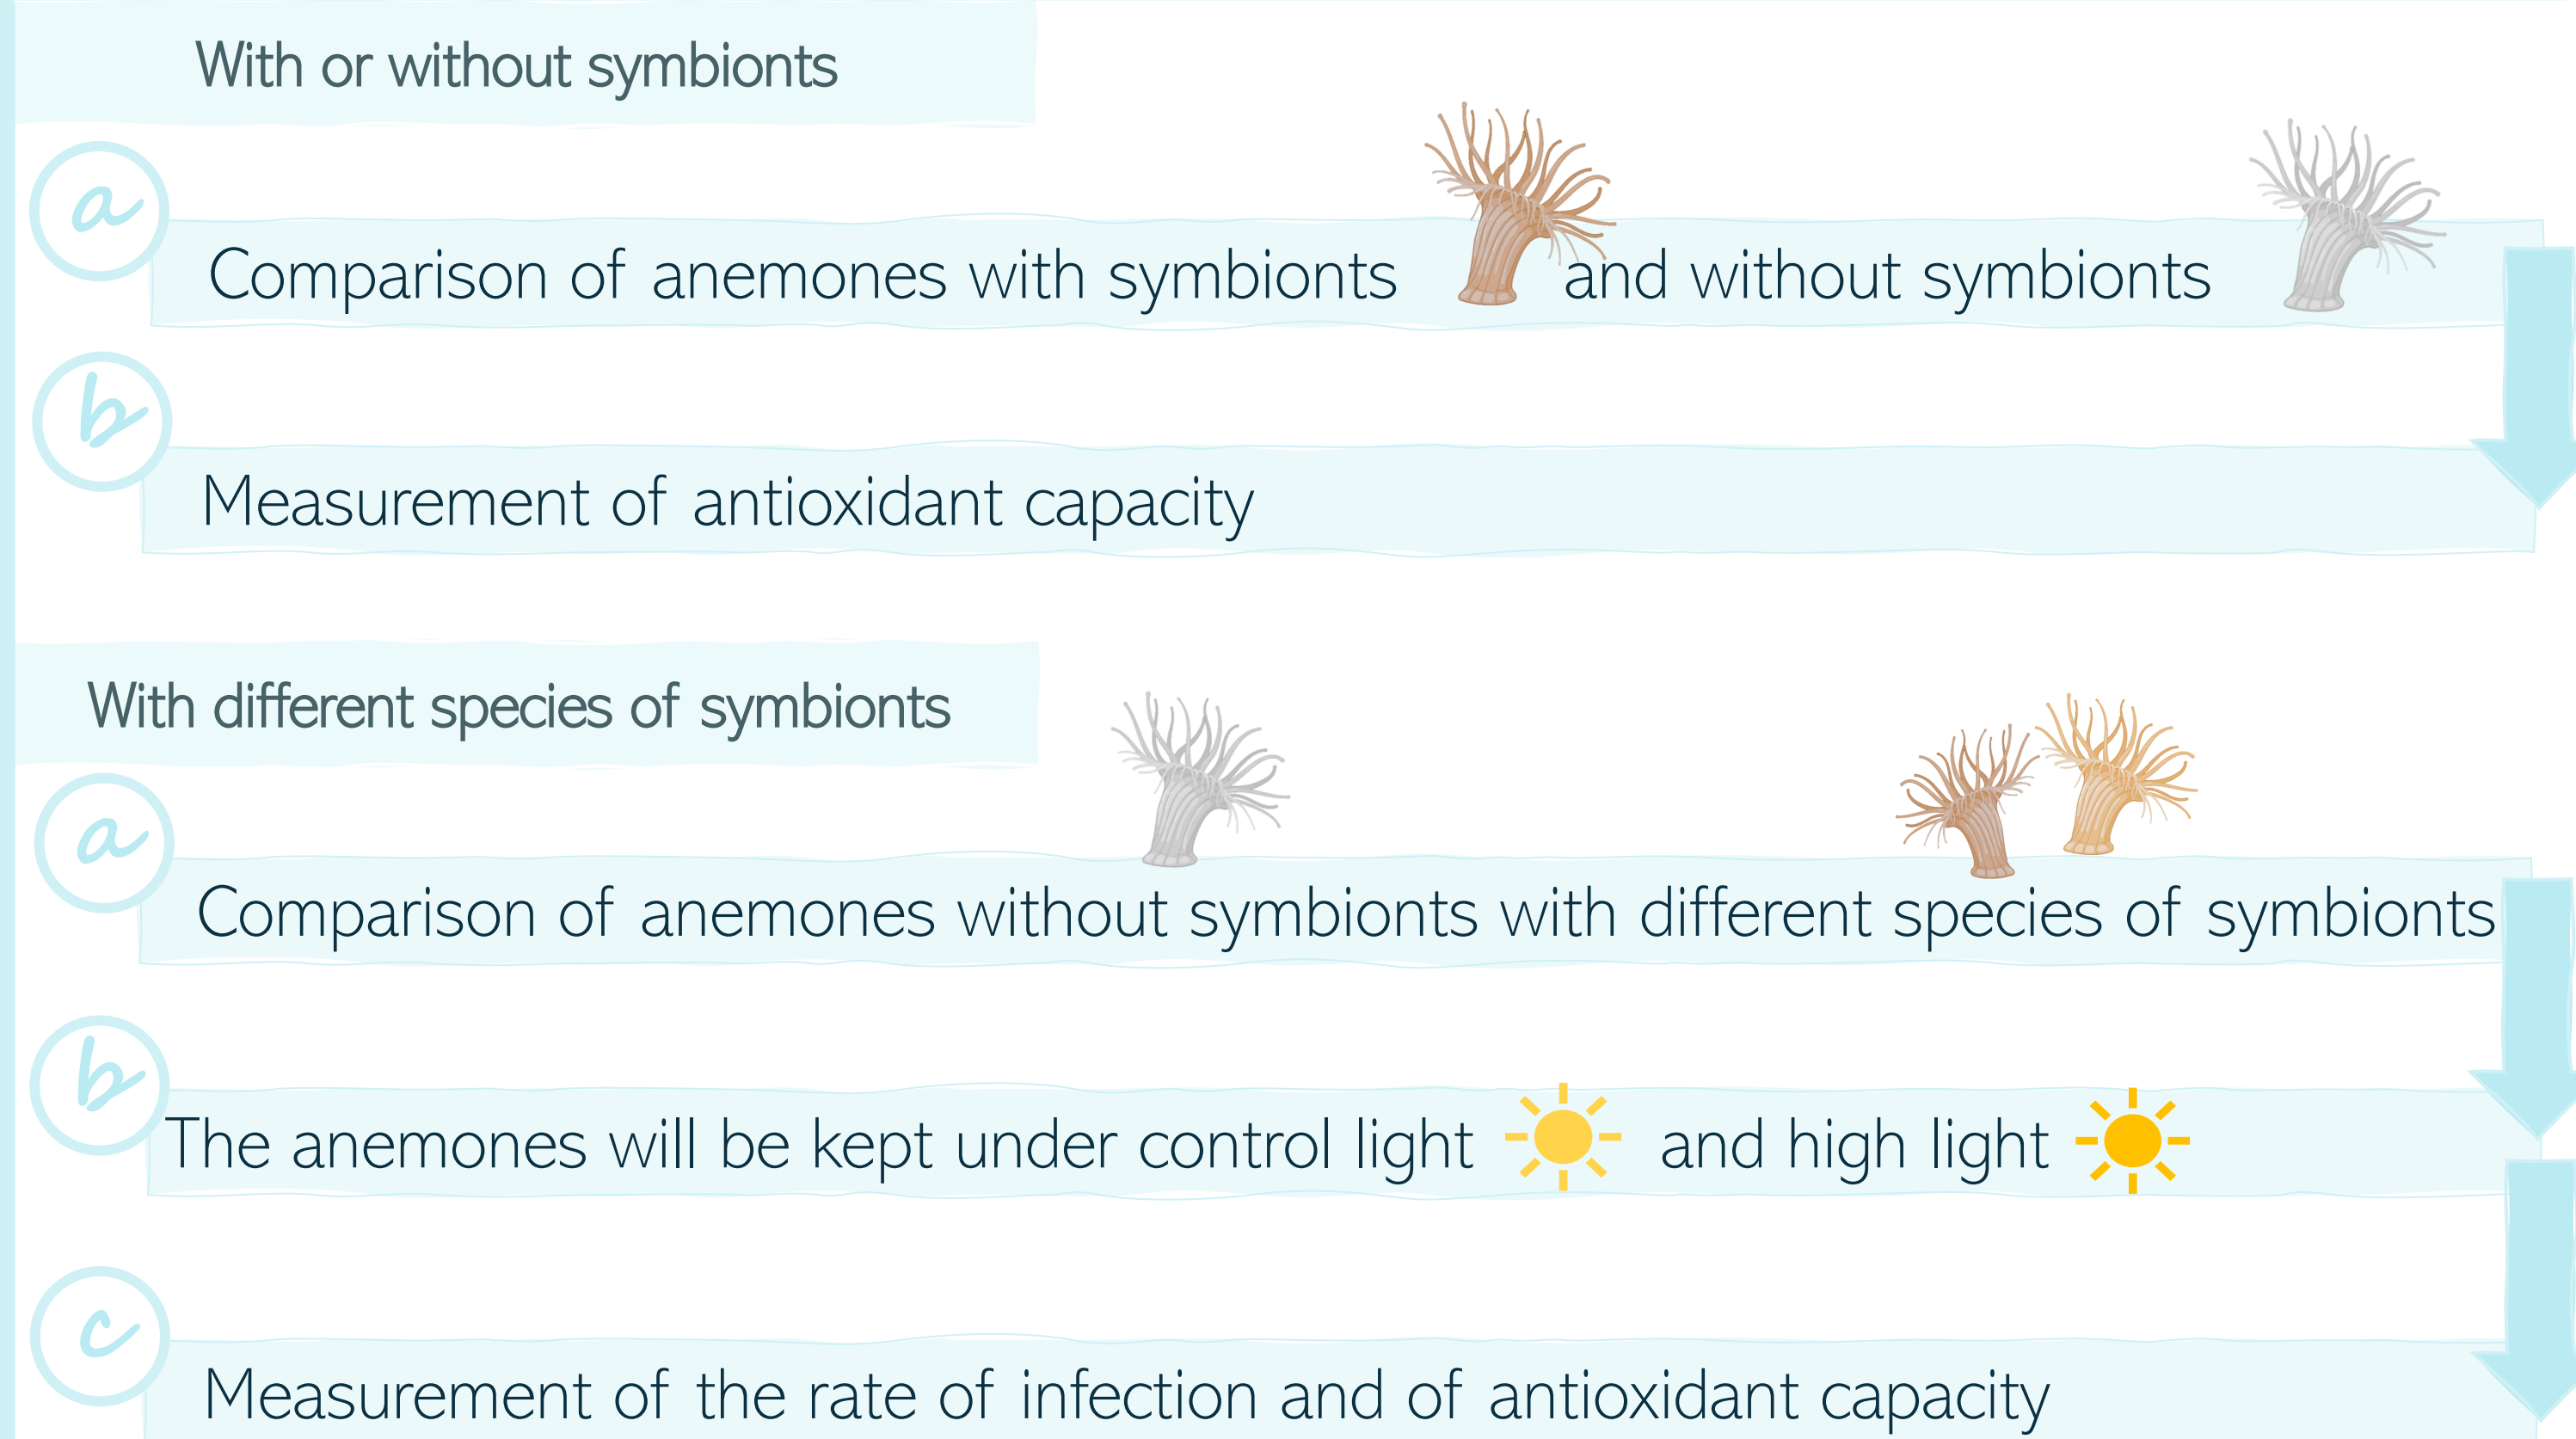 With or without symbionts
a
Comparison of anemones with symbionts and without symbionts
b
Measurement of antioxidant capacity
With different species of symbionts
a
Comparison of anemones without symbionts with different species of symbionts
b
The anemones will be kept under control light and high light
c
Measurement of the rate of infection and of antioxidant capacity